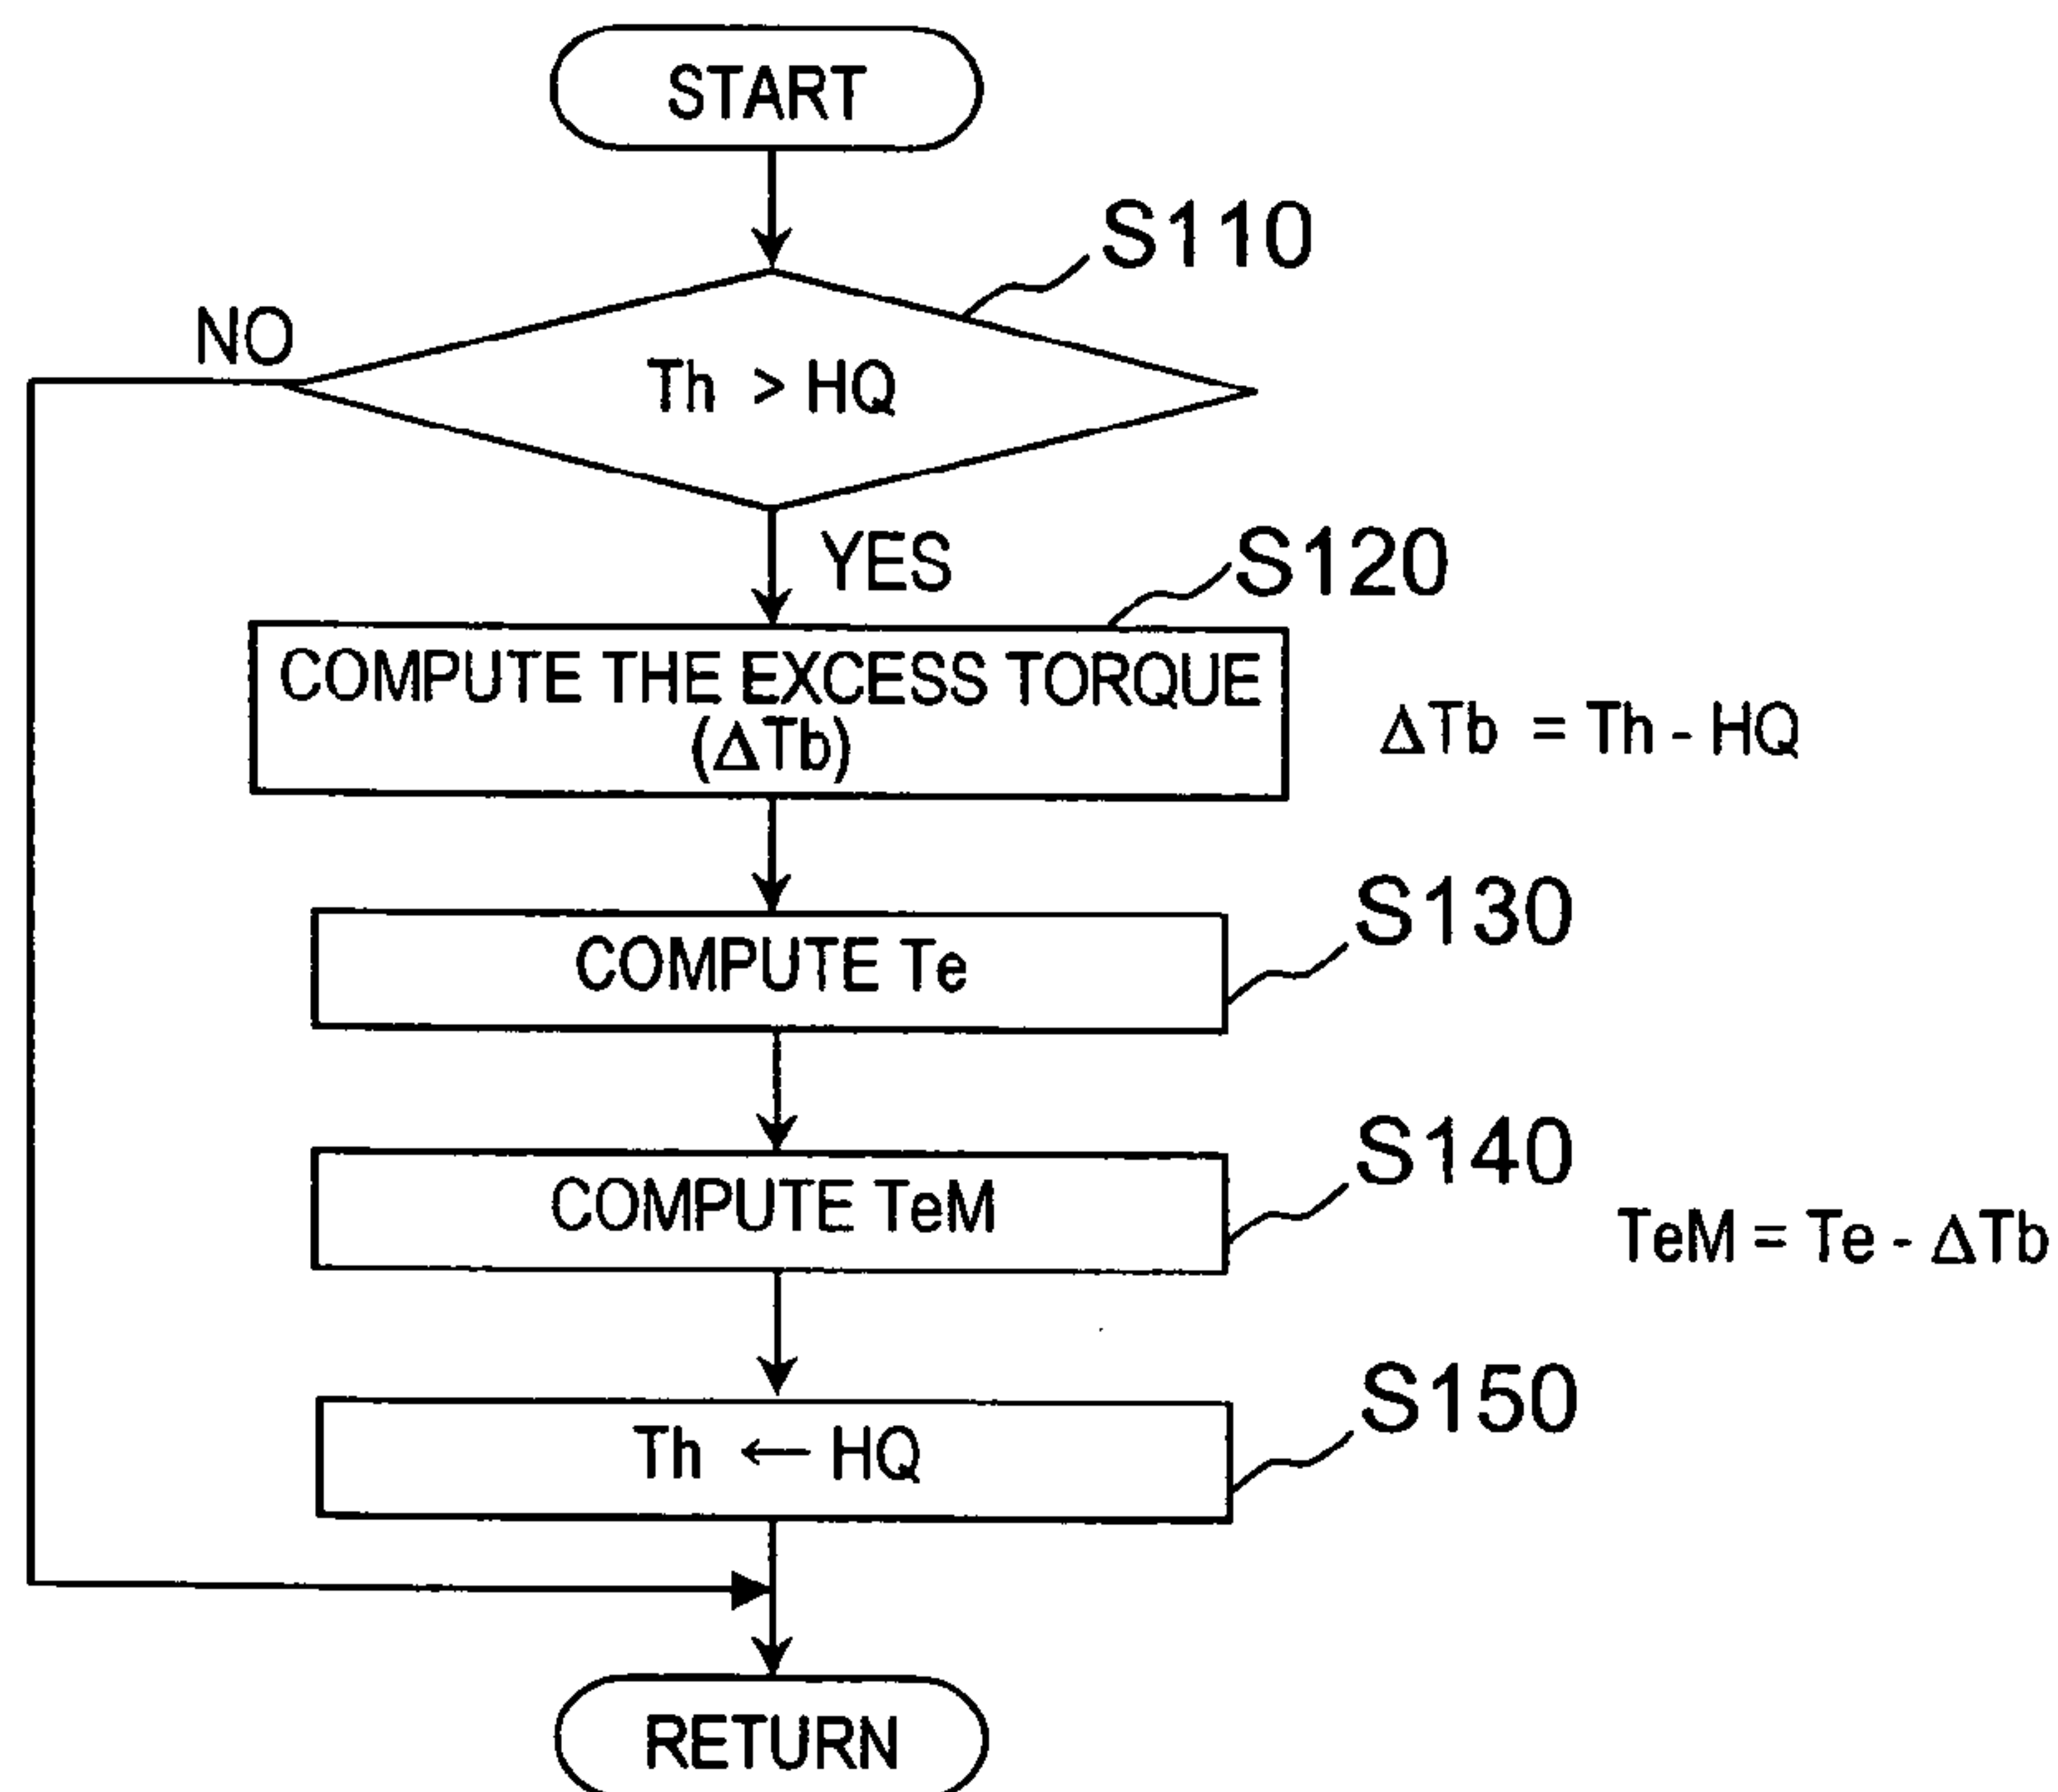 START
S110
NO
Th > HQ
YES
S120
COMPUTE THE EXCESS TORQUE
(ΔTb)
ΔTb = Th - HQ
S130
COMPUTE Te
S140
COMPUTE TeM
TeM = Te - ΔTb
S150
Th ← HQ
RETURN